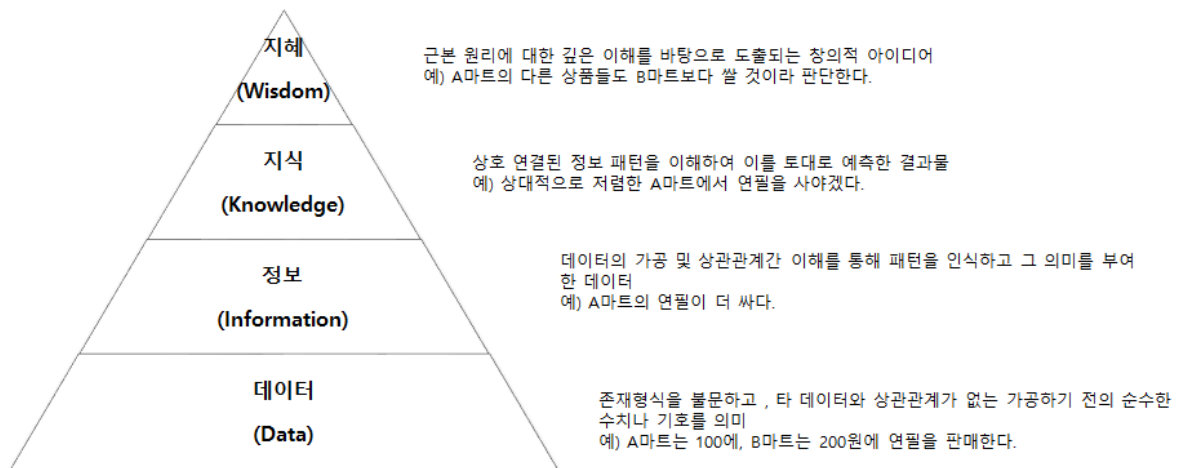 지혜
(Wisdom)
근본 원리에 대한 깊은 이해를 바탕으로 도출되는 창의적 아이디어
예) A마트의 다른 상품들도 B마트보다 쌀 것이라 판단한다.
지식
(Knowledge)
상호 연결된 정보 패턴을 이해하여 이를 토대로 예측한 결과물
예) 상대적으로 저렴한 A마트에서 연필을 사야겠다.
정보
(Information)
데이터의 가공 및 상관관계간 이해를 통해 패턴을 인식하고 그 의미를 부여
한 데이터
예) A마트의 연필이 더 싸다.
데이터
(Data)
존재형식을 불문하고 , 타 데이터와 상관관계가 없는 가공하기 전의 순수한
수치나 기호를 의미
예) A마트는 100에, B마트는 200원에 연필을 판매한다.